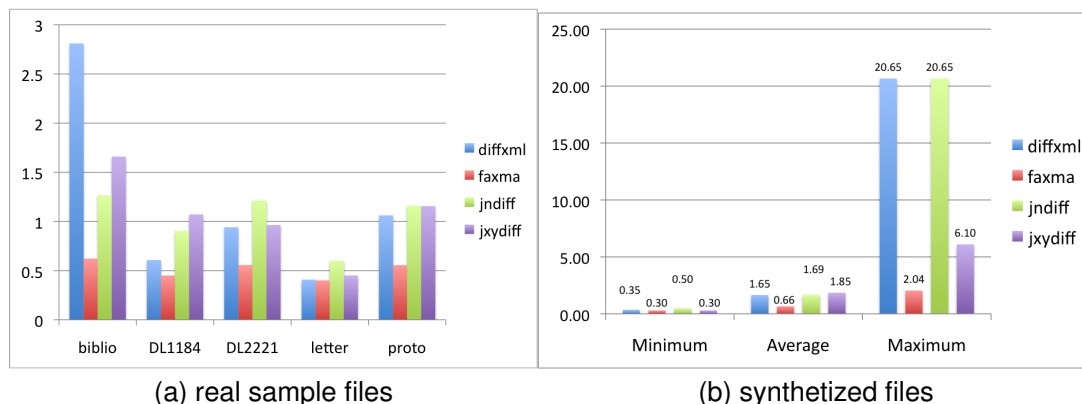 3
2.5
2
1.5
1
0.5
0
biblio DL1184 DL2221 letter proto
diffxml
faxma
jndiff
jxydiff
(a) real sample files
25.00
20.00
15.00
10.00
5.00
0.00
0.35 0.30 0.50 0.30
1.65 0.66 1.69 1.85
20.65 2.04 20.65 6.10
Minimum Average Maximum
diffxml
faxma
jndiff
jxydiff
(b) synthetized files